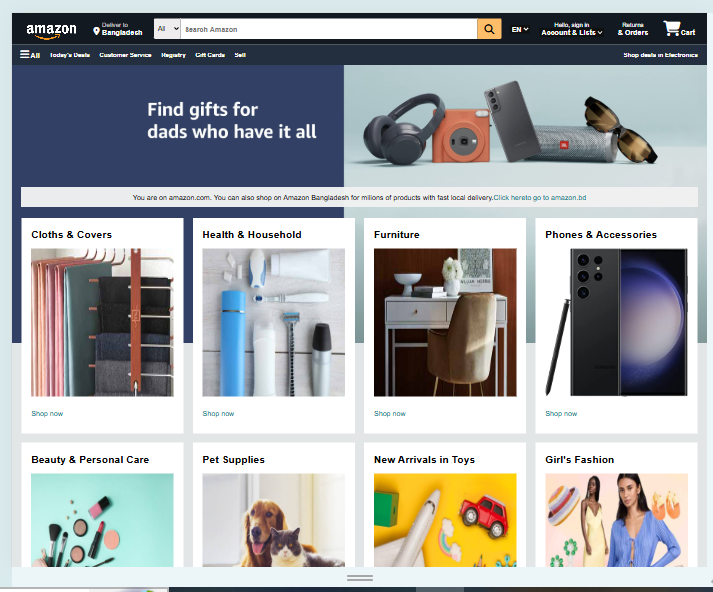 amazon
Deliver to
Bangladesh
All
Search Amazon
EN
Hello, sign in
Account & Lists
Returns
& Orders
Cart
All
Today's Deals
Customer Service
Registry
Gift Cards
Sell
Shop deals in Electronics
Find gifts for
dads who have it all
JBL
You are on amazon.com. You can also shop on Amazon Bangladesh for milions of products with fast local delivery.Click hereto go to amazon.bd
Cloths & Covers
Health & Household
Furniture
Phones & Accessories
Shop now
Shop now
Shop now
Shop now
Beauty & Personal Care
Pet Supplies
New Arrivals in Toys
Girl's Fashion